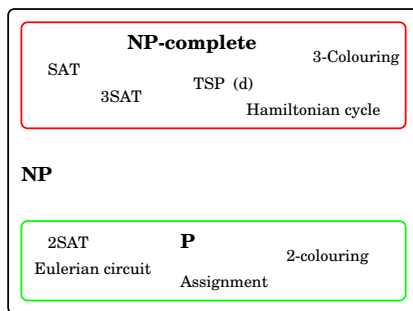 NP-complete
3-Colouring
SAT
TSP (d)
3SAT
Hamiltonian cycle
NP
2SAT
P
2-colouring
Eulerian circuit
Assignment